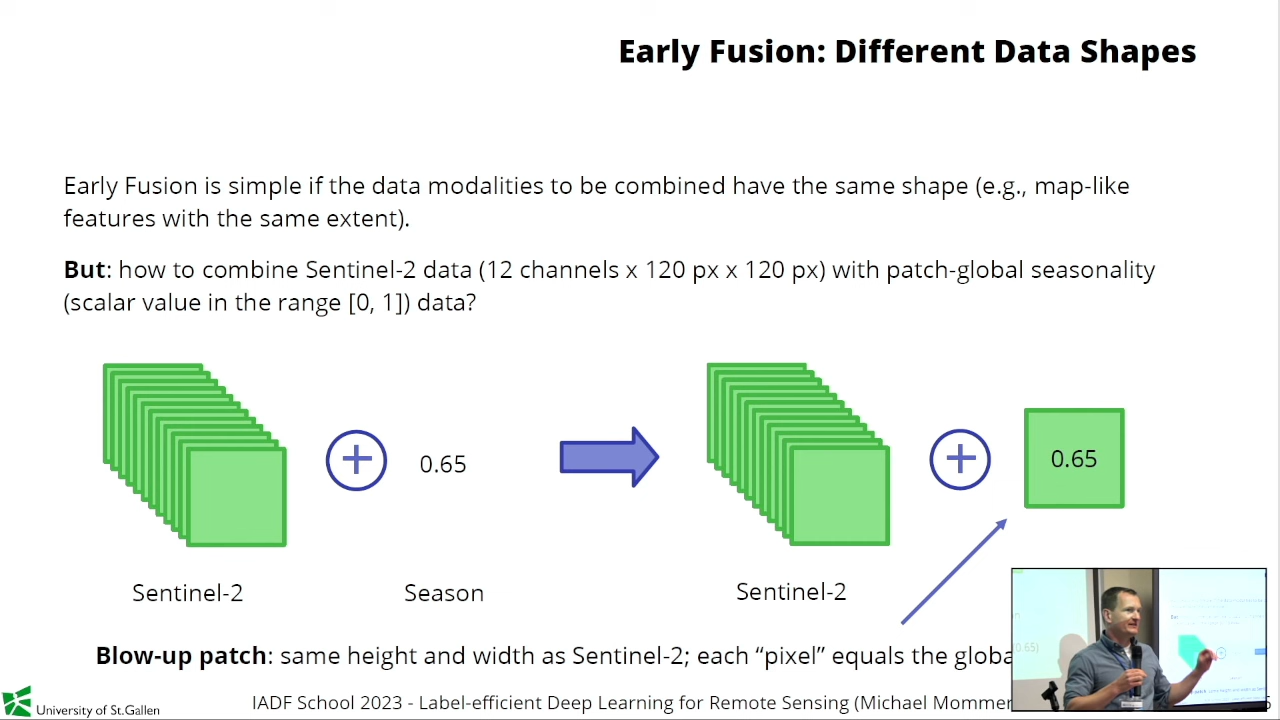 Early Fusion: Different Data Shapes
Early Fusion is simple if the data modalities to be combined have the same shape (e.g., map-like
features with the same extent).
But: how to combine Sentinel-2 data (12 channels x 120 px x 120 px) with patch-global seasonality
(scalar value in the range [0, 1]) data?
0.65
0.65
Sentinel-2
Season
Sentinel-2
Blow-up patch: same height and width as Sentinel-2; each “pixel” equals the globa
University of St.Gallen
IADF School 2023 - Label-efficient Deep Learning for Remote Sensing (Michael Mommer